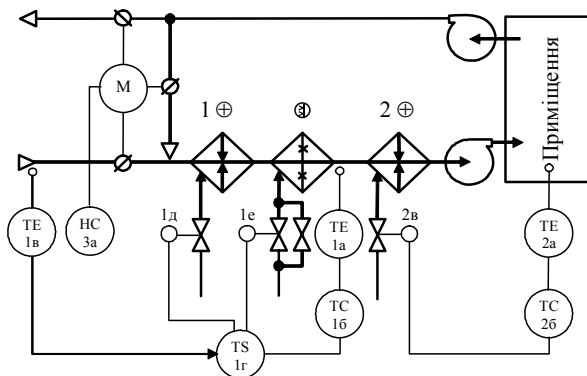 М
1
2
Приміщення
ТЕ
1в
НС
3а
1д
1е
ТЕ
1а
2в
ТЕ
2а
ТС
1б
ТС
2б
TS
1г